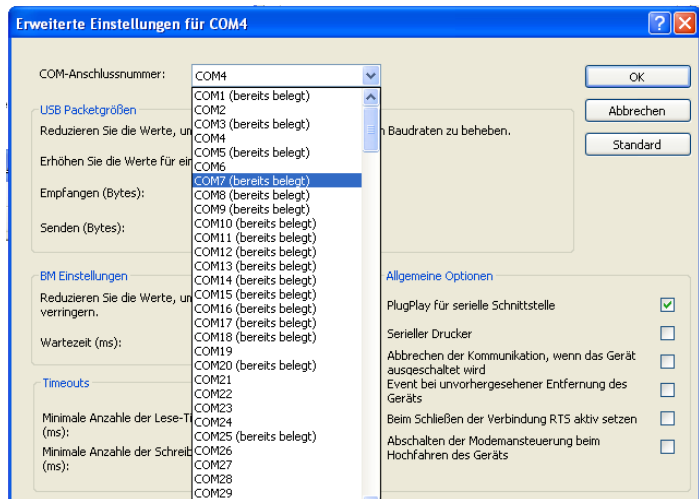 Erweiterte Einstellungen für COM4
COM-Anschlussnummer:
COM4
OK
Abbrechen
Standard
COM1 (bereits belegt)
COM2
COM3 (bereits belegt)
COM4
COM5 (bereits belegt)
COM6
COM7 (bereits belegt)
COM8 (bereits belegt)
COM9 (bereits belegt)
COM10 (bereits belegt)
COM11 (bereits belegt)
COM12 (bereits belegt)
COM13 (bereits belegt)
COM14 (bereits belegt)
COM15 (bereits belegt)
COM16 (bereits belegt)
COM17 (bereits belegt)
COM18 (bereits belegt)
COM19
COM20 (bereits belegt)
COM21
COM22
COM23
COM24
COM25 (bereits belegt)
COM26
COM27
COM28
COM29
USB Packetgrößen
Reduzieren Sie die Werte, un
n Baudraten zu beheben.
Erhöhen Sie die Werte für ei
Empfangen (Bytes):
Senden (Bytes):
BM Einstellungen
Reduzieren Sie die Werte, un
verringern.
Wartezeit (ms):
Timeouts
Minimale Anzahle der Lese-Ti
(ms):
Minimale Anzahle der Schreib
(ms):
Allgemeine Optionen
PlugPlay für serielle Schnittstelle
Serieller Drucker
Abbrechen der Kommunikation, wenn das Gerät
ausgeschaltet wird
Event bei unvorhergesehener Entfernung des
Geräts
Beim Schließen der Verbindung RTS aktiv setzen
Abschalten der Modemansteuerung beim
Hochfahren des Geräts